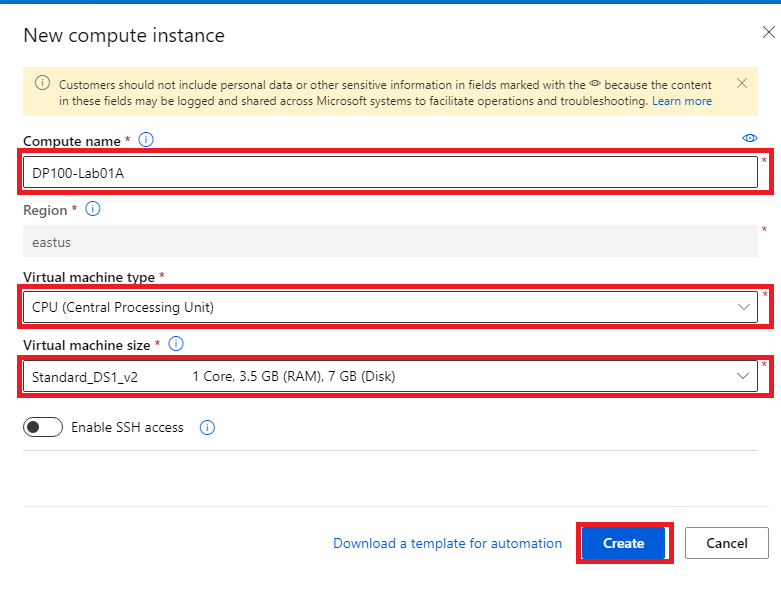 New compute instance
Customers should not include personal data or other sensitive information in fields marked with the because the content
in these fields may be logged and shared across Microsoft systems to facilitate operations and troubleshooting. Learn more
Compute name *
DP100-Lab01A *
Region *
eastus *
Virtual machine type *
CPU (Central Processing Unit) *
Virtual machine size *
Standard_DS1_v2 1 Core, 3.5 GB (RAM), 7 GB (Disk) *
Enable SSH access
Download a template for automation Create Cancel